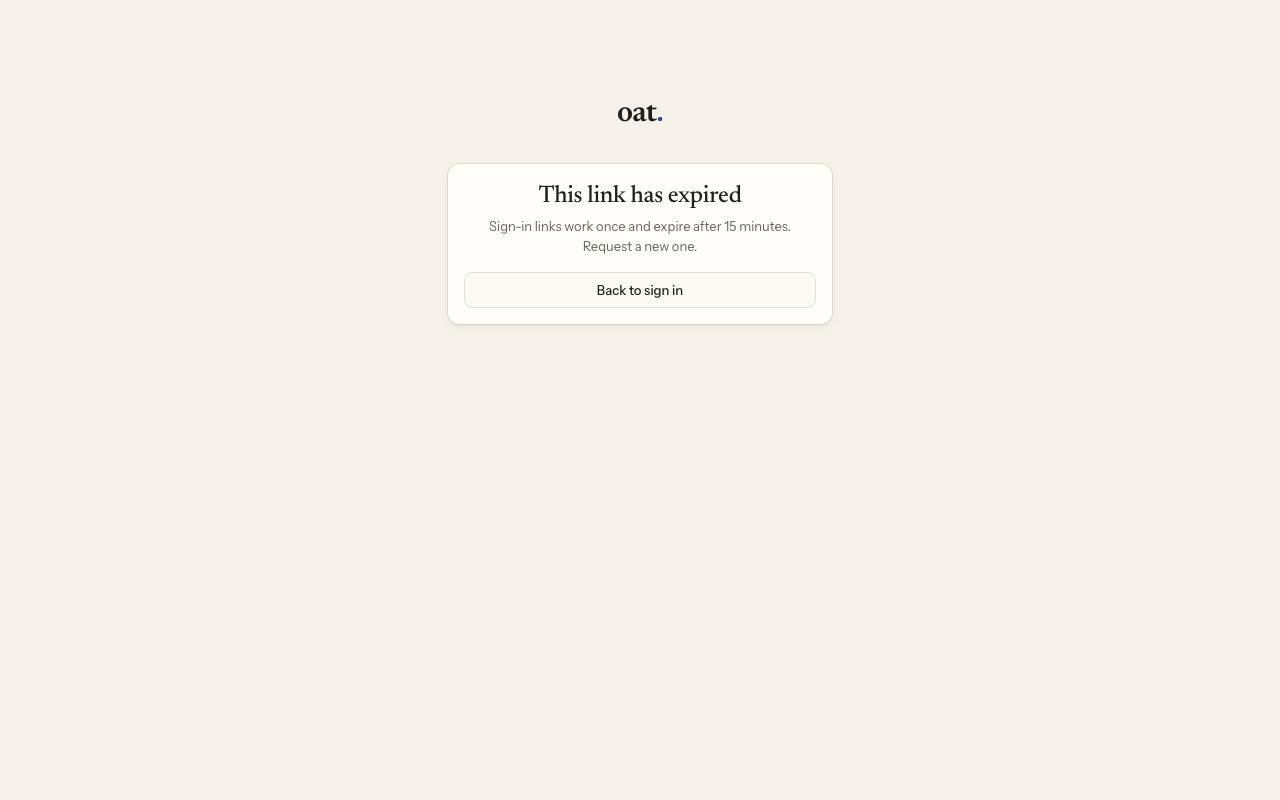 oat.
This link has expired
Sign-in links work once and expire after 15 minutes.
Request a new one.
Back to sign in